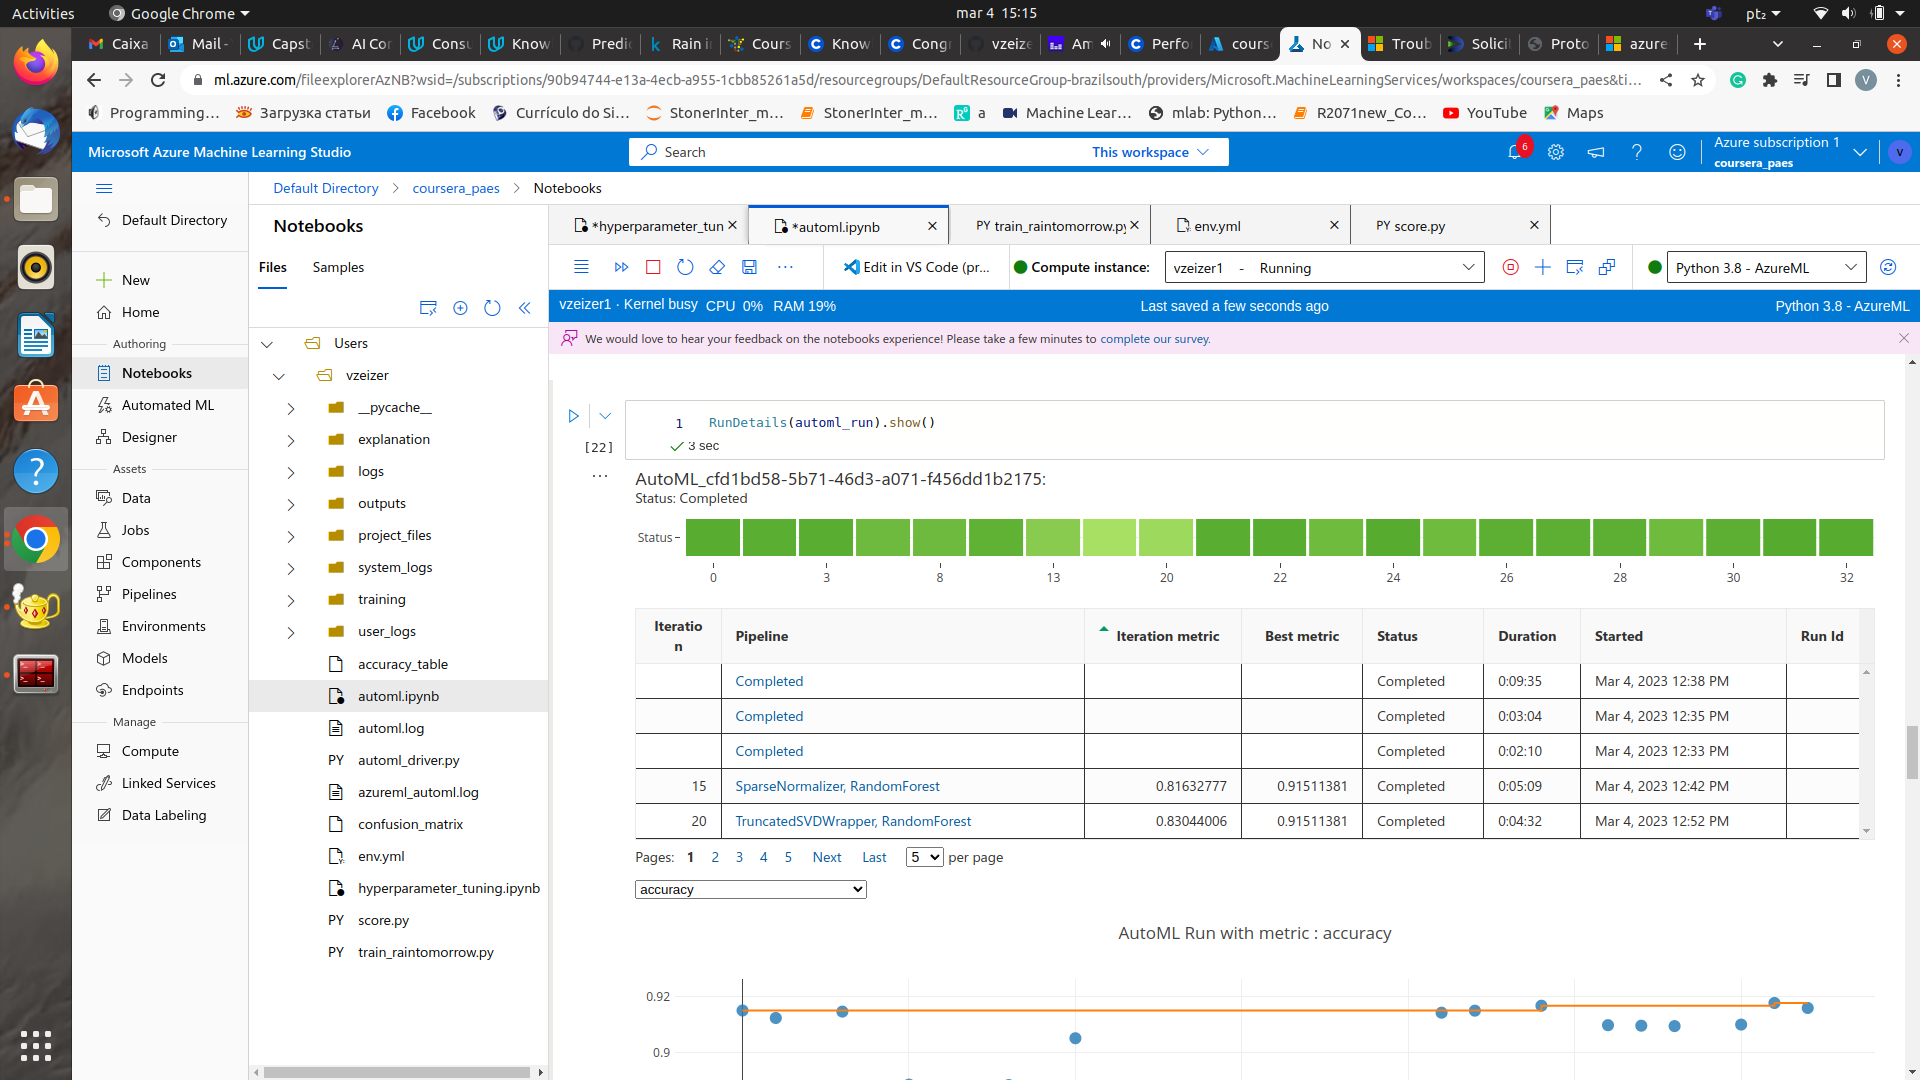 Activities
Google Chrome
mar 4 15:15
pt₂
Caixa
Mail -
Capst
AI Cor
Consu
Know
Predic
Rain i
Cours
Know
Congr
vzeize
Am
Perfor
cours
No
Troub
Solicit
Proto
azure
ml.azure.com/fileexplorerAzNB?wsid=/subscriptions/90b94744-e13a-4ecb-a955-1cbb85261a5d/resourcegroups/DefaultResourceGroup-brazilsouth/providers/Microsoft.MachineLearningServices/workspaces/coursera_paes&ti...
V
Programming...
Загрузка статьи
Facebook
Currículo do Si...
StonerInter_m...
StonerInter_m...
a
Machine Lear...
mlab: Python...
R2071new_Co...
YouTube
Maps
Microsoft Azure Machine Learning Studio
Search
This workspace
6
Azure subscription 1
coursera_paes
V
Default Directory
Default Directory > coursera_paes > Notebooks
New
Home
Authoring
Notebooks
Automated ML
Designer
Assets
Data
Jobs
Components
Pipelines
Environments
Models
Endpoints
Manage
Compute
Linked Services
Data Labeling
Notebooks
Files
Samples
Users
vzeizer
__pycache__
explanation
logs
outputs
project_files
system_logs
training
user_logs
accuracy_table
automl.ipynb
automl.log
PY automl_driver.py
azureml_automl.log
confusion_matrix
env.yml
hyperparameter_tuning.ipynb
PY score.py
PY train_raintomorrow.py
*hyperparameter_tun
*automl.ipynb
PY train_raintomorrow.py
env.yml
PY score.py
Edit in VS Code (pr...
Compute instance:
vzeizer1 - Running
Python 3.8 - AzureML
vzeizer1 · Kernel busy CPU 0% RAM 19%
Last saved a few seconds ago
Python 3.8 - AzureML
We would love to hear your feedback on the notebooks experience! Please take a few minutes to complete our survey.
1 RunDetails(automl_run).show()
[22]
3 sec
AutoML_cfd1bd58-5b71-46d3-a071-f456dd1b2175:
Status: Completed
Status
0 3 8 13 20 22 24 26 28 30 32
Iteration Pipeline Iteration metric Best metric Status Duration Started Run Id
Completed Completed 0:09:35 Mar 4, 2023 12:38 PM
Completed Completed 0:03:04 Mar 4, 2023 12:35 PM
Completed Completed 0:02:10 Mar 4, 2023 12:33 PM
15 SparseNormalizer, RandomForest 0.81632777 0.91511381 Completed 0:05:09 Mar 4, 2023 12:42 PM
20 TruncatedSVDWrapper, RandomForest 0.83044006 0.91511381 Completed 0:04:32 Mar 4, 2023 12:52 PM
Pages: 1 2 3 4 5 Next Last 5 per page
accuracy
AutoML Run with metric : accuracy
0.92
0.9